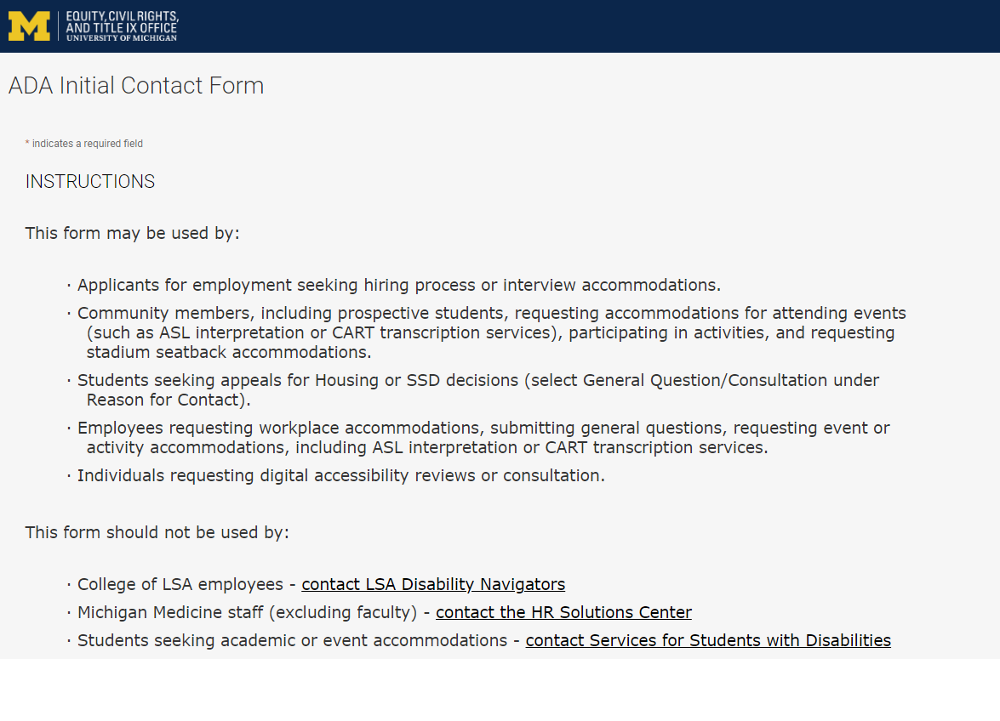 M
EQUITY, CIVIL RIGHTS,
AND TITLE IX OFFICE
UNIVERSITY OF MICHIGAN
ADA Initial Contact Form
* indicates a required field
INSTRUCTIONS
This form may be used by:
· Applicants for employment seeking hiring process or interview accommodations.
· Community members, including prospective students, requesting accommodations for attending events
(such as ASL interpretation or CART transcription services), participating in activities, and requesting
stadium seatback accommodations.
· Students seeking appeals for Housing or SSD decisions (select General Question/Consultation under
Reason for Contact).
· Employees requesting workplace accommodations, submitting general questions, requesting event or
activity accommodations, including ASL interpretation or CART transcription services.
· Individuals requesting digital accessibility reviews or consultation.
This form should not be used by:
· College of LSA employees - contact LSA Disability Navigators
· Michigan Medicine staff (excluding faculty) - contact the HR Solutions Center
· Students seeking academic or event accommodations - contact Services for Students with Disabilities